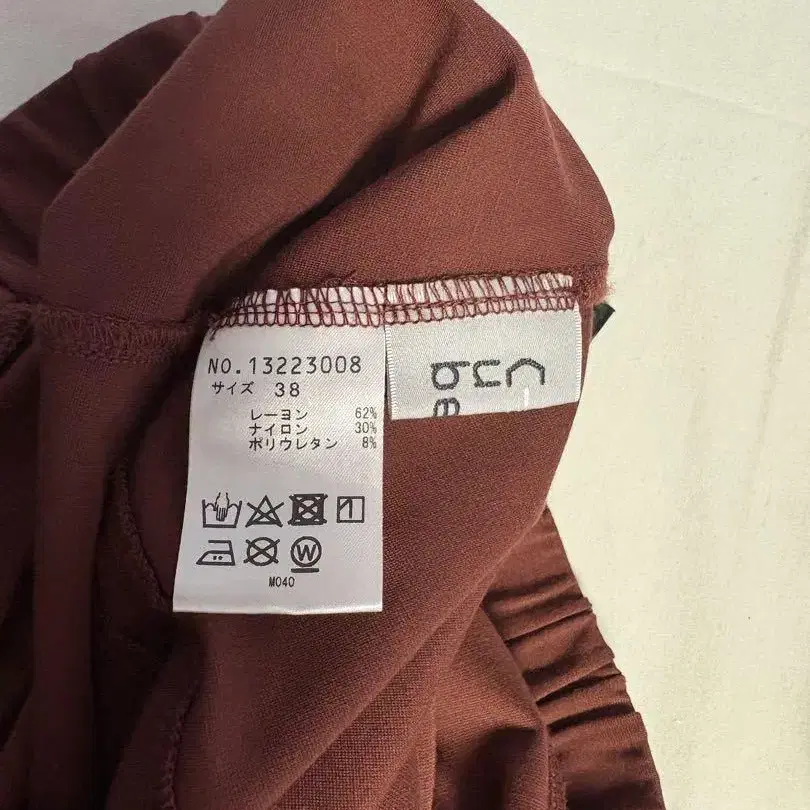 NO.13223008
サイズ 38
レーヨン 62%
ナイロン 30%
ポリウレタン 8%
W
M040